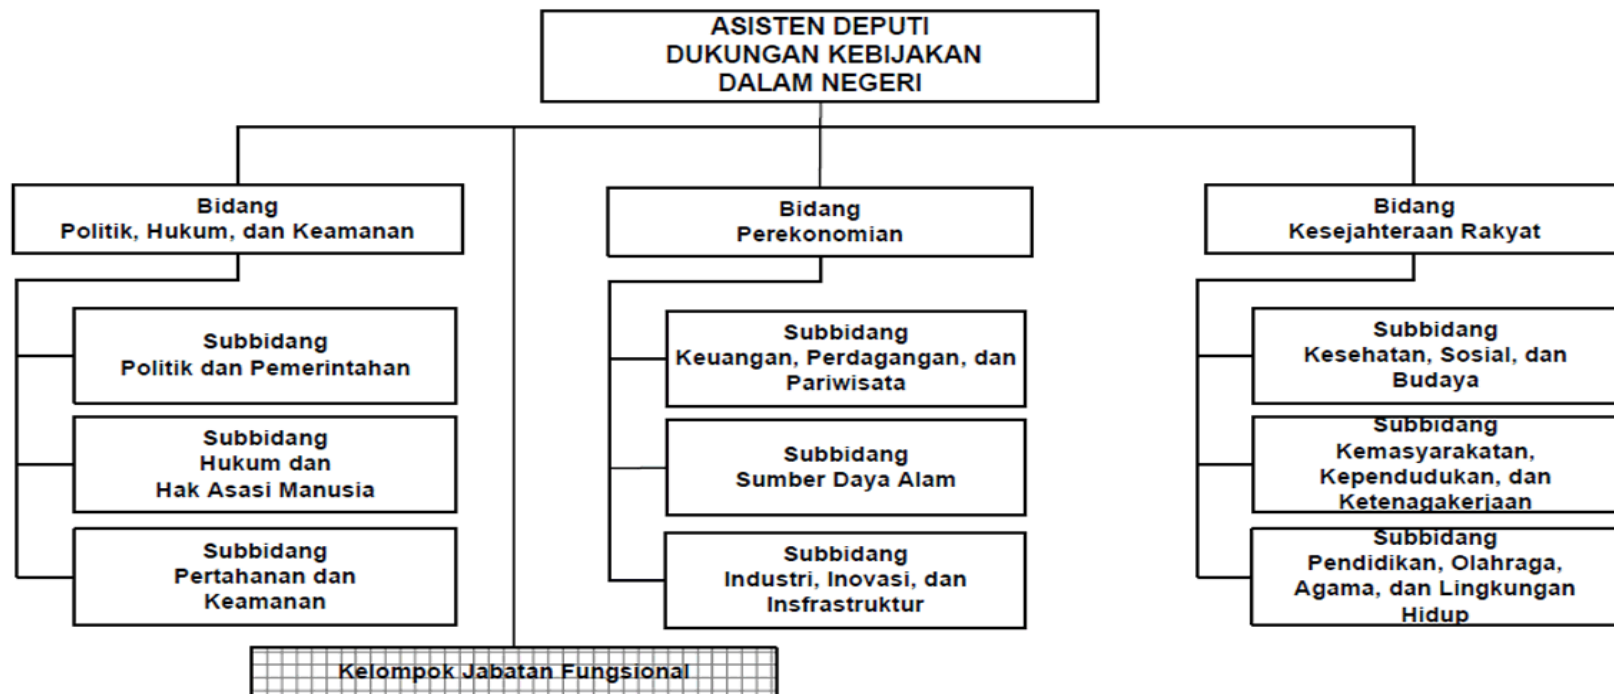 ASISTEN DEPUTI
DUKUNGAN KEBIJAKAN
DALAM NEGERI
Bidang
Politik, Hukum, dan Keamanan
Bidang
Perekonomian
Bidang
Kesejahteraan Rakyat
Subbidang
Politik dan Pemerintahan
Subbidang
Hukum dan
Hak Asasi Manusia
Subbidang
Pertahanan dan
Keamanan
Subbidang
Keuangan, Perdagangan, dan
Pariwisata
Subbidang
Sumber Daya Alam
Subbidang
Industri, Inovasi, dan
Insfrastruktur
Subbidang
Kesehatan, Sosial, dan
Budaya
Subbidang
Kemasyarakatan,
Kependudukan, dan
Ketenagakerjaan
Subbidang
Pendidikan, Olahraga,
Agama, dan Lingkungan
Hidup
Kelompok Jabatan Fungsional